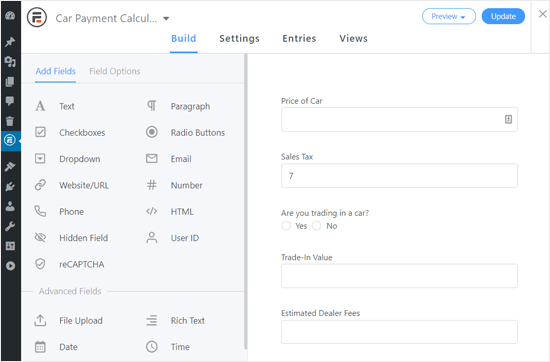 Car Payment Calcul...
Preview
Update
Build Settings Entries Views
Add Fields Field Options
Text Paragraph
Checkboxes Radio Buttons
Dropdown Email
Website/URL Number
Phone HTML
Hidden Field User ID
reCAPTCHA
Advanced Fields
File Upload Rich Text
Date Time
Price of Car
Sales Tax
7
Are you trading in a car?
Yes No
Trade-In Value
Estimated Dealer Fees